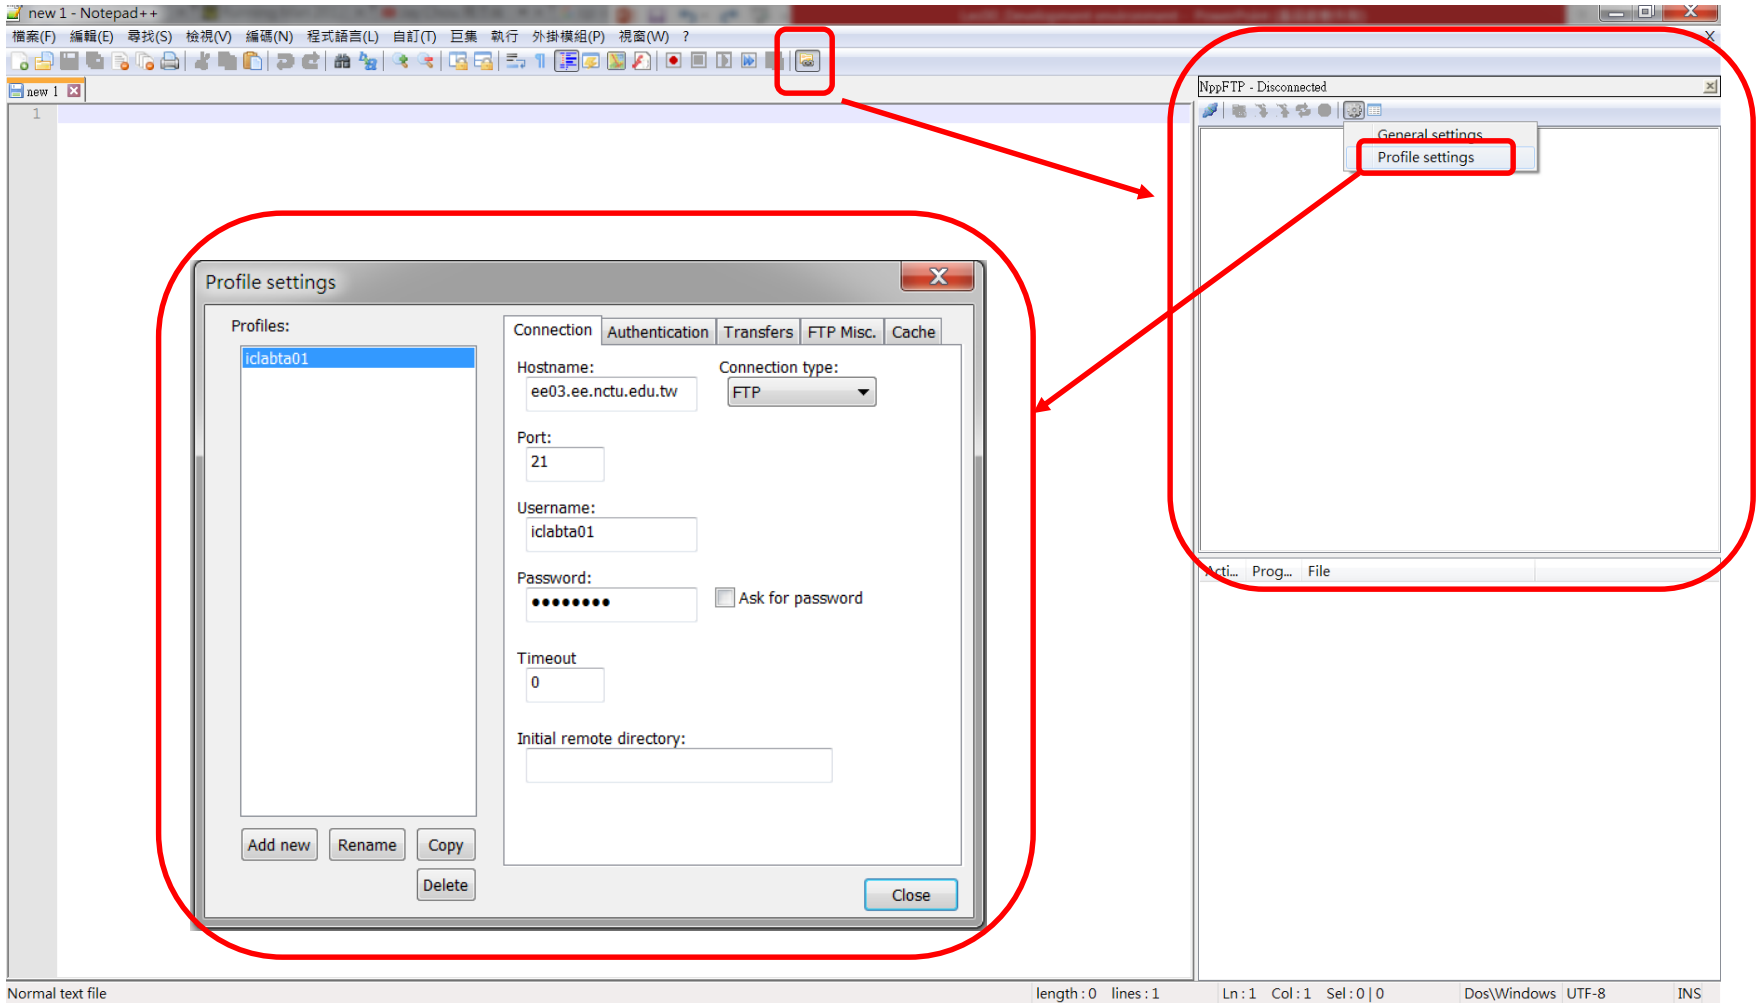 new 1 - Notepad++
檔案(F) 編輯(E) 尋找(S) 檢視(V) 編碼(N) 程式語言(L) 自訂(T) 巨集 執行 外掛模組(P) 視窗(W) ? X
new 1
1
NppFTP - Disconnected
General settings
Profile settings
Profile settings
Profiles:
iclabta01
Connection Authentication Transfers FTP Misc. Cache
Hostname: Connection type:
ee03.ee.nctu.edu.tw FTP
Port:
21
Username:
iclabta01
Password:
●●●●●●●● Ask for password
Timeout
0
Initial remote directory:
Add new Rename Copy
Delete
Close
Acti... Prog... File
Normal text file length : 0 lines : 1 Ln : 1 Col : 1 Sel : 0 | 0 Dos\Windows UTF-8 INS